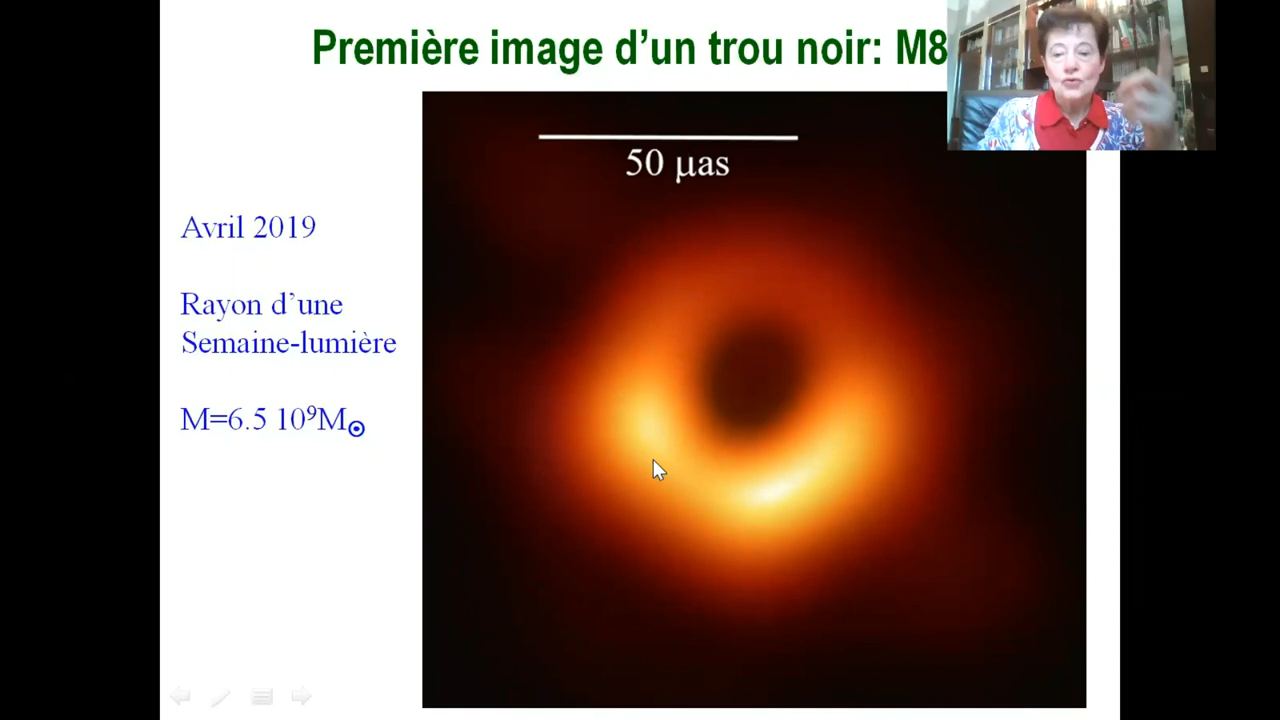 Première image d’un trou noir: M8
50 μas
Avril 2019
Rayon d’une
Semaine-lumière
M=6.5 10⁹M☉